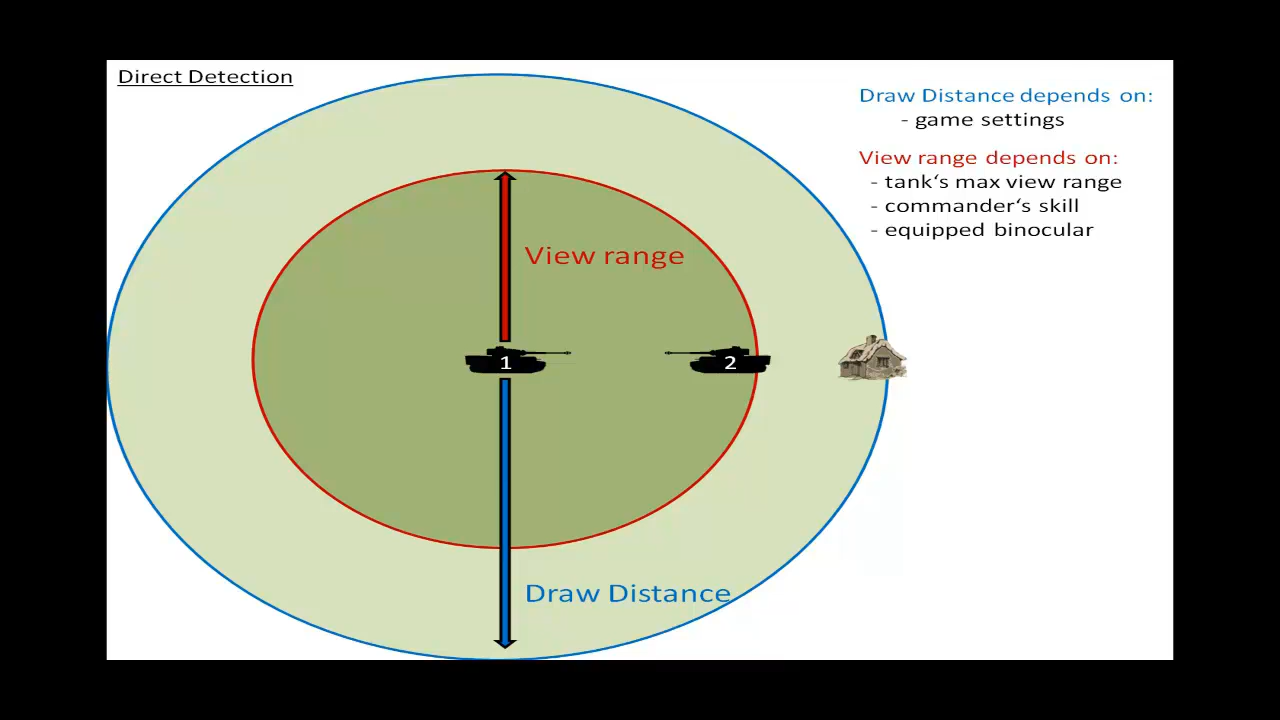 Direct Detection
Draw Distance depends on:
- game settings
View range depends on:
- tank‘s max view range
- commander‘s skill
- equipped binocular
View range
1
2
Draw Distance